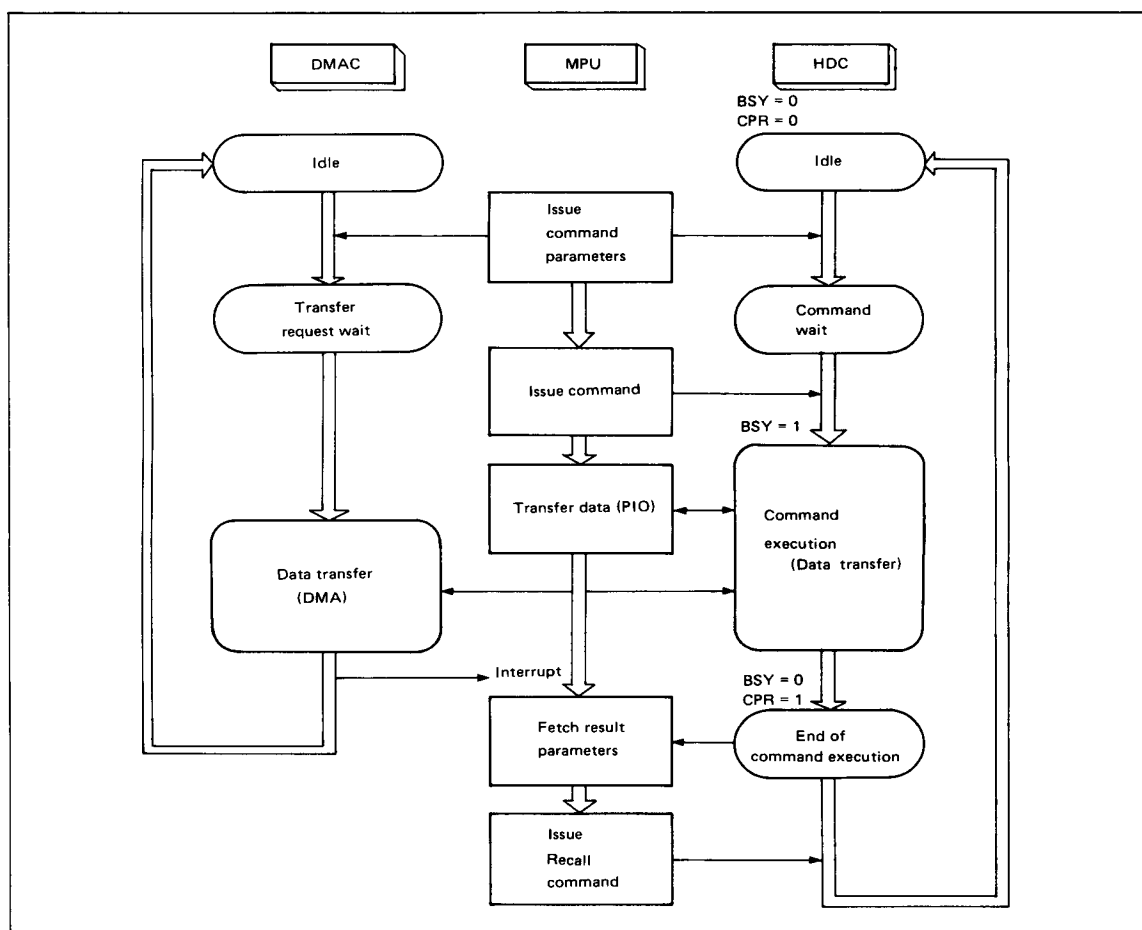 DMAC
MPU
HDC
BSY = 0
CPR = 0
Idle
Idle
Issue
command
parameters
Transfer
request wait
Command
wait
Issue command
BSY = 1
Transfer data (PIO)
Command
execution
(Data transfer)
Data transfer
(DMA)
Interrupt
BSY = 0
CPR = 1
Fetch result
parameters
End of
command execution
Issue
Recall
command